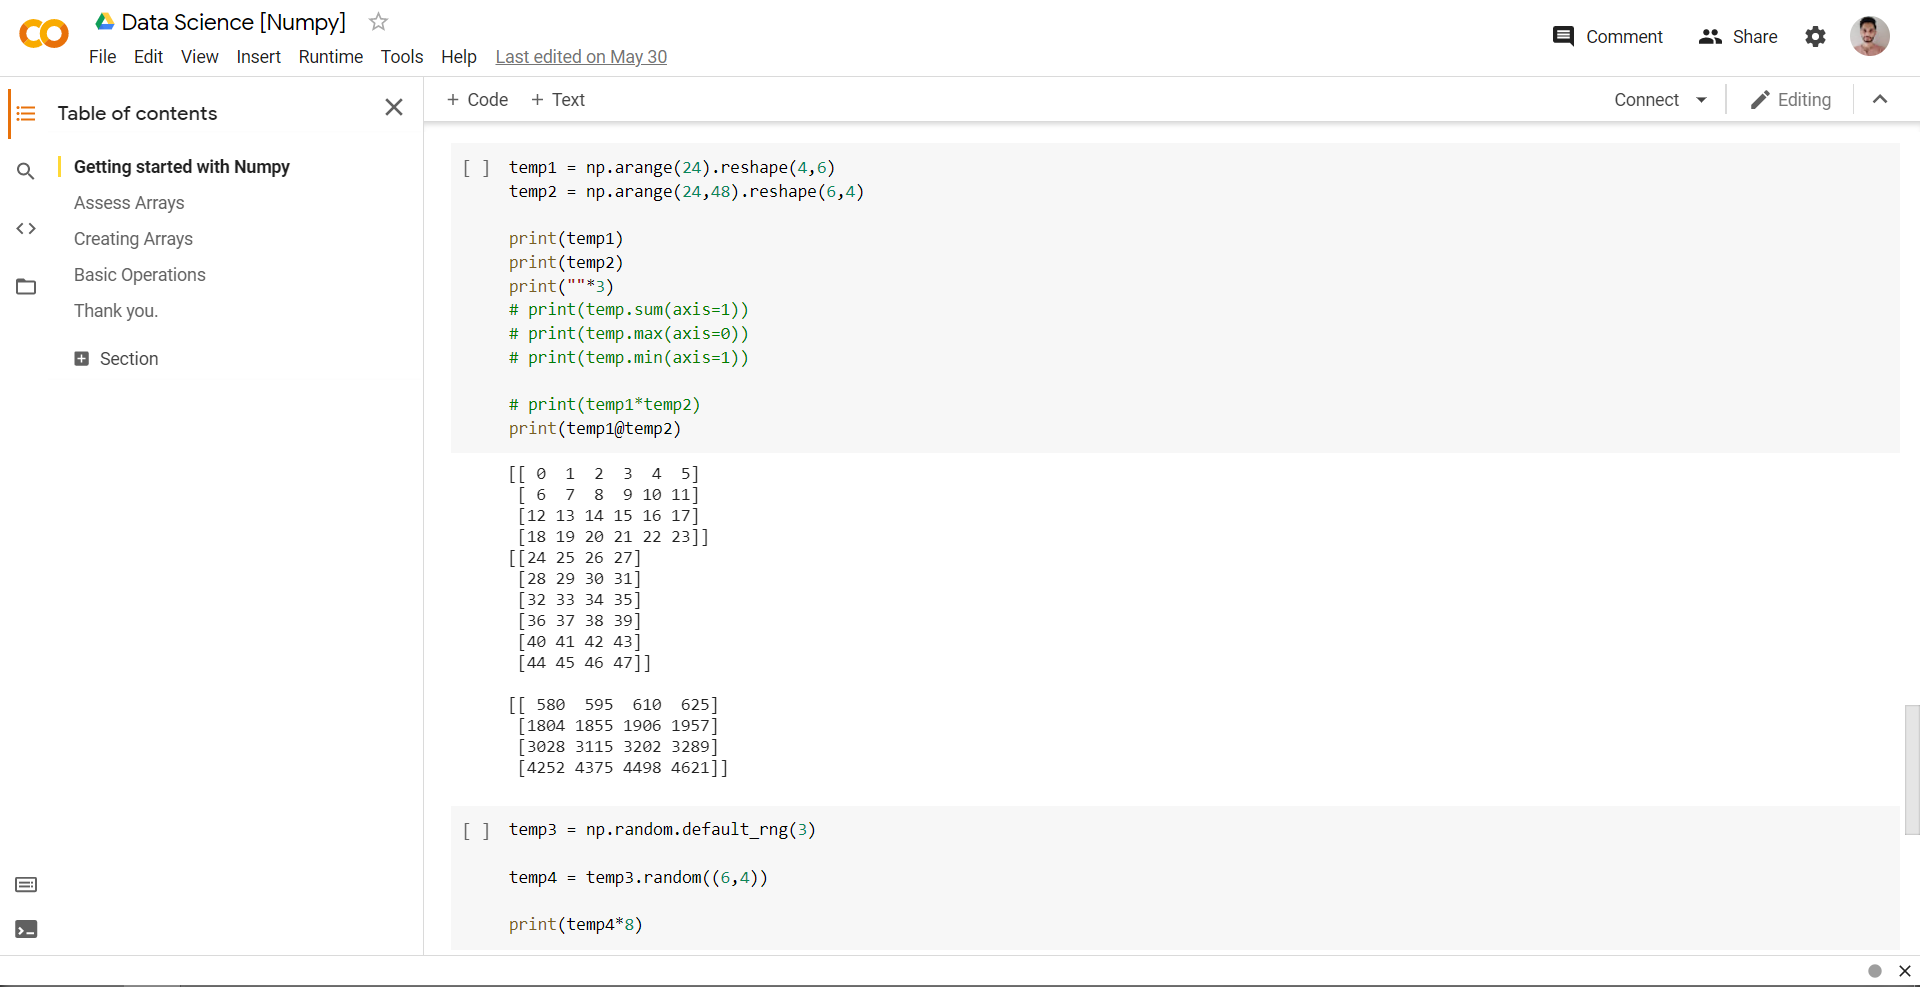 Data Science [Numpy]
File Edit View Insert Runtime Tools Help Last edited on May 30
Comment Share
Table of contents
Getting started with Numpy
Assess Arrays
Creating Arrays
Basic Operations
Thank you.
Section
+ Code + Text
Connect Editing
[ ] temp1 = np.arange(24).reshape(4,6)
temp2 = np.arange(24,48).reshape(6,4)
print(temp1)
print(temp2)
print(""*3)
# print(temp.sum(axis=1))
# print(temp.max(axis=0))
# print(temp.min(axis=1))
# print(temp1*temp2)
print(temp1@temp2)
[[ 0  1  2  3  4  5]
 [ 6  7  8  9 10 11]
 [12 13 14 15 16 17]
 [18 19 20 21 22 23]]
[[24 25 26 27]
 [28 29 30 31]
 [32 33 34 35]
 [36 37 38 39]
 [40 41 42 43]
 [44 45 46 47]]
[[ 580  595  610  625]
 [1804 1855 1906 1957]
 [3028 3115 3202 3289]
 [4252 4375 4498 4621]]
[ ] temp3 = np.random.default_rng(3)
temp4 = temp3.random((6,4))
print(temp4*8)